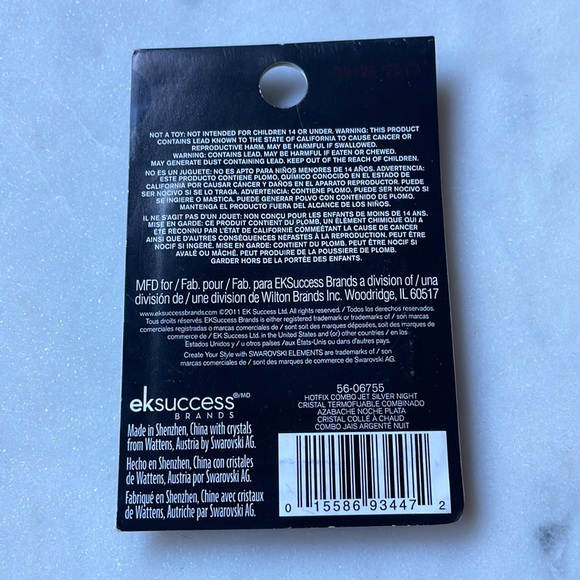 NOT A TOY: NOT INTENDED FOR CHILDREN 14 OR UNDER. WARNING: THIS PRODUCT
CONTAINS LEAD KNOWN TO THE STATE OF CALIFORNIA TO CAUSE CANCER OR
REPRODUCTIVE HARM. MAY BE HARMFUL IF SWALLOWED.
WARNING: CONTAINS LEAD. MAY BE HARMFUL IF EATEN OR CHEWED.
MAY GENERATE DUST CONTAINING LEAD. KEEP OUT OF THE REACH OF CHILDREN.
NO ES UN JUGUETE: NO ES APTO PARA NIÑOS MENORES DE 14 AÑOS. ADVERTENCIA:
ESTE PRODUCTO CONTIENE PLOMO, QUÍMICO CONOCIDO EN EL ESTADO DE
CALIFORNIA POR CAUSAR CÁNCER Y DAÑOS EN EL APARATO REPRODUCTOR. PUEDE
SER NOCIVO SI SE LO TRAGA. ADVERTENCIA: CONTIENE PLOMO. PUEDE SER NOCIVO SI
SE INGIERE O MASTICA. PUEDE GENERAR POLVO CON CONTENIDO DE PLOMO.
MANTENGA EL PRODUCTO FUERA DEL ALCANCE DE LOS NIÑOS.
IL NE S'AGIT PAS D'UN JOUET: NON CONÇU POUR LES ENFANTS DE MOINS DE 14 ANS.
MISE EN GARDE: CE PRODUIT CONTIENT DU PLOMB, UN ÉLÉMENT CHIMIQUE QUI A
ÉTÉ RECONNU PAR L'ÉTAT DE CALIFORNIE COMMEÉTANT LA CAUSE DE CANCER
AINSI QUE D'AUTRES CONSÉQUENCES NÉFASTES À LA REPRODUCTION. PEUT ÊTRE
NOCIF SI INGÉRÉ. MISE EN GARDE: CONTIENT DU PLOMB. PEUT ÊTRE NOCIF SI
AVALÉ OU MÂCHÉ. PEUT PRODUIRE DE LA POUSSIERE DE PLOMB.
GARDER HORS DE LA PORTÉE DES ENFANTS.
MFD for / Fab. pour / Fab. para EKSuccess Brands a division of / una
división de / une division de Wilton Brands Inc. Woodridge, IL 60517
www.eksuccessbrands.com ©2011 EK Success Ltd. All rights reserved. / Todos los derechos reservados.
Tous droits réservés. EKSuccess Brands is either registered trademark or trademarks of / son marcas
comerciales registradas o marcas comerciales de / sont soit des marques déposées, soit des marques de
commerce de / EK Success Ltd. in the United States and (or) other countries / en los
Estados Unidos y / u otros países / aux États-Unis ou dans d'autres pays.
Create Your Style with SWAROVSKI ELEMENTS are trademarks of / son
marcas comerciales de / sont des marques de commerce de Swarovski AG.
eksuccess®/MD
BRANDS
Made in Shenzhen, China with crystals
from Wattens, Austria by Swarovski AG.
Hecho en Shenzhen, China con cristales
de Wattens, Austria por Swarovski AG.
Fabriqué en Shenzhen, Chine avec cristaux
de Wattens, Autriche par Swarovski AG.
56-06755
HOTFIX COMBO JET SILVER NIGHT
CRISTAL TERMOFIJABLE COMBINADO
AZABACHE NOCHE PLATA
CRISTAL COLLÉ À CHAUD
COMBO JAIS ARGENTÉ NUIT
0 15586 93447 2